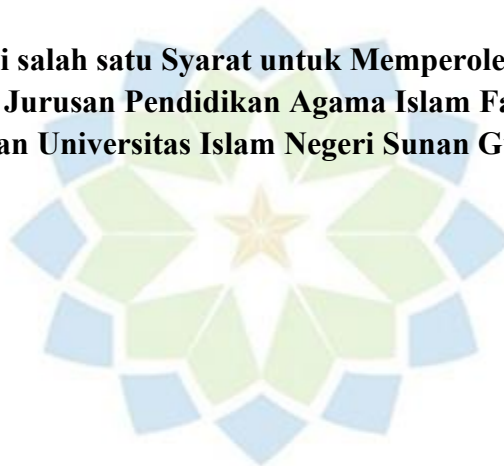 i salah satu Syarat untuk Memperole
Jurusan Pendidikan Agama Islam Fa
an Universitas Islam Negeri Sunan G